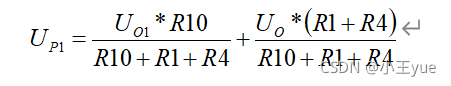 U_{P1} = \frac{U_{O1} * R10}{R10 + R1 + R4} + \frac{U_{O} * (R1 + R4)}{R10 + R1 + R4} ↵
CSDN @小王yue